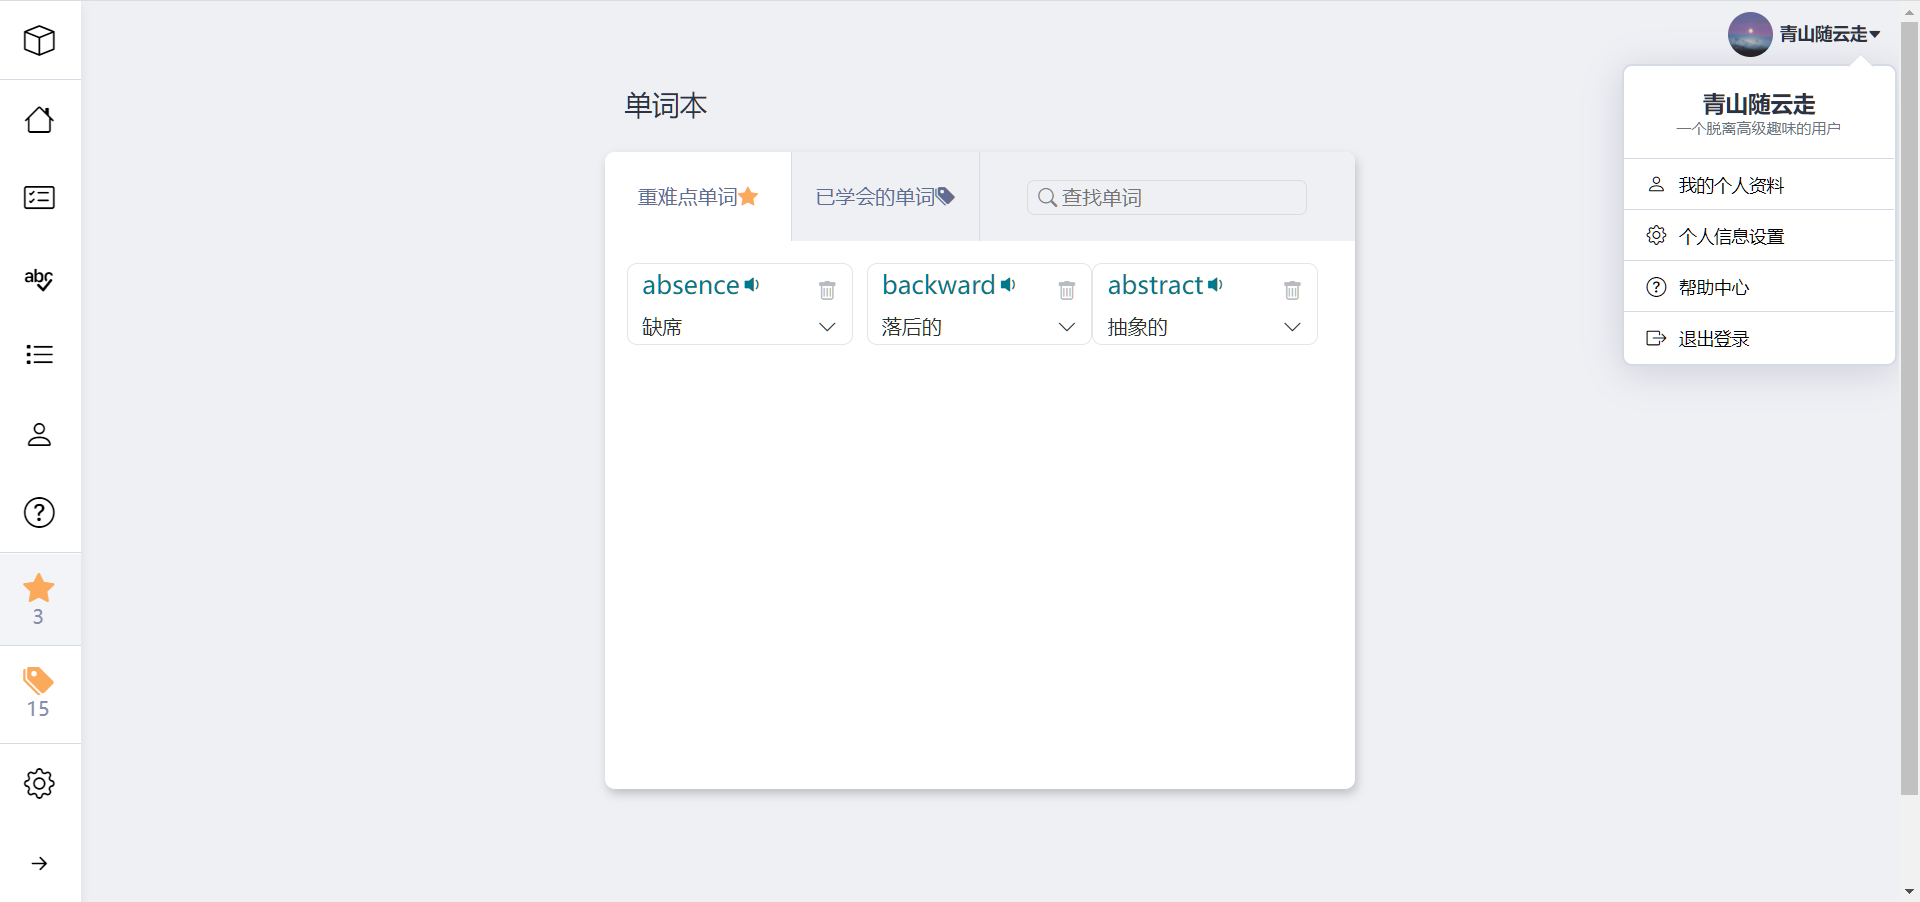 青山随云走
单词本
重难点单词
已学会的单词
查找单词
absence
缺席
backward
落后的
abstract
抽象的
青山随云走
一个脱离高级趣味的用户
我的个人资料
个人信息设置
帮助中心
退出登录
abc
3
15